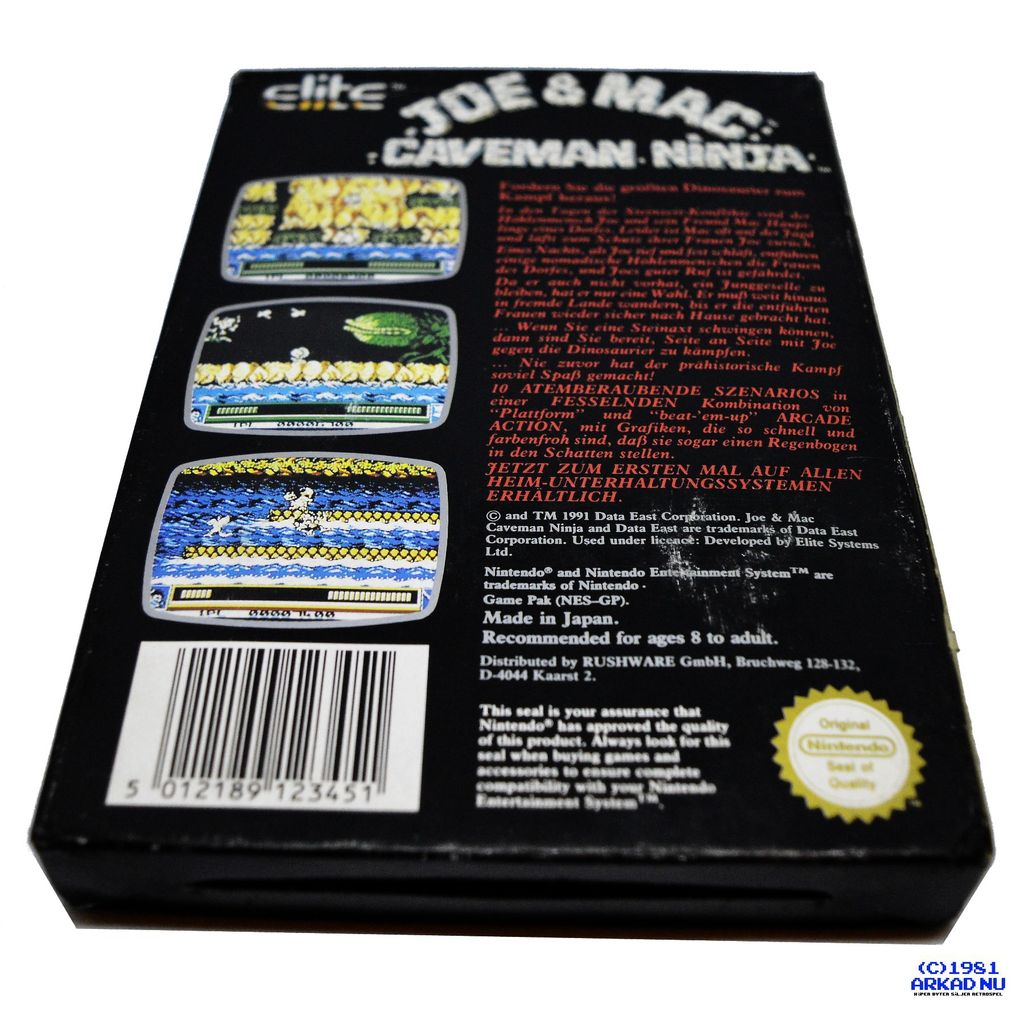 elite™
JOE & MAC
CAVEMAN NINJA™
Fordern Sie die größten Dinosaurier zum
Kampf heraus!
In den Tagen der Steinzeit-Konflikte sind der
Höhlenmensch Joe und sein Freund Mac Häupt-
linge eines Dorfes. Leider ist Mac oft auf der Jagd
und läßt zum Schutz ihrer Frauen Joe zurück.
Eines Nachts, als Joe tief und fest schläft, entführen
einige nomadische Höhlenmenschen die Frauen
des Dorfes, und Joes guter Ruf ist gefährdet.
Da er auch nicht vorhat, ein Junggeselle zu
bleiben, hat er nur eine Wahl. Er muß weit hinaus
in fremde Lande wandern, bis er die entführten
Frauen wieder sicher nach Hause gebracht hat.
... Wenn Sie eine Steinaxt schwingen können,
dann sind Sie bereit, Seite an Seite mit Joe
gegen die Dinosaurier zu kämpfen.
... Nie zuvor hat der prähistorische Kampf
soviel Spaß gemacht!
10 ATEMBERAUBENDE SZENARIOS in
einer FESSELNDEN Kombination von
"Plattform" und "beat-'em-up" ARCADE
ACTION, mit Grafiken, die so schnell und
farbenfroh sind, daß sie sogar einen Regenbogen
in den Schatten stellen.
JETZT ZUM ERSTEN MAL AUF ALLEN
HEIM-UNTERHALTUNGSSYSTEMEN
ERHÄLTLICH.
© and TM 1991 Data East Corporation. Joe & Mac
Caveman Ninja and Data East are trademarks of Data East
Corporation. Used under licence: Developed by Elite Systems
Ltd.
Nintendo® and Nintendo Entertainment System™ are
trademarks of Nintendo.
Game Pak (NES-GP).
Made in Japan.
Recommended for ages 8 to adult.
Distributed by RUSHWARE GmbH, Bruchweg 128-132,
D-4044 Kaarst 2.
This seal is your assurance that
Nintendo® has approved the quality
of this product. Always look for this
seal when buying games and
accessories to ensure complete
compatibility with your Nintendo
Entertainment System™.
Original
Nintendo
Seal of
Quality
5 012189 123451
(C)1981
ARKAD NU
HIPER BYTER SÄLJER RETROSPEL